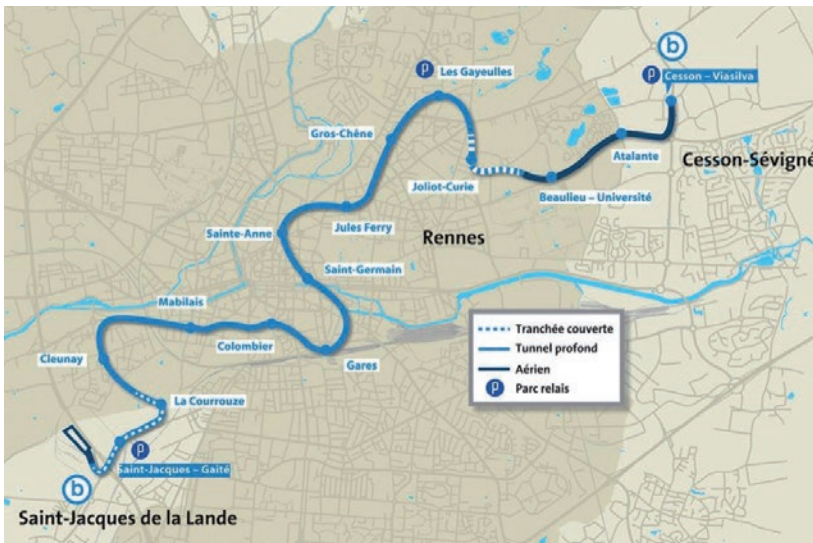 b
P
Les Gayeulles
P
Cesson – Viasilva
Gros-Chêne
Atalante
Cesson-Sévigné
Joliot-Curie
Beaulieu – Université
Jules Ferry
Sainte-Anne
Rennes
Saint-Germain
Mabilais
Tranchée couverte
Tunnel profond
Aérien
P Parc relais
Colombier
Cleunay
Gares
La Courrouze
P
Saint-Jacques – Gaité
b
Saint-Jacques de la Lande